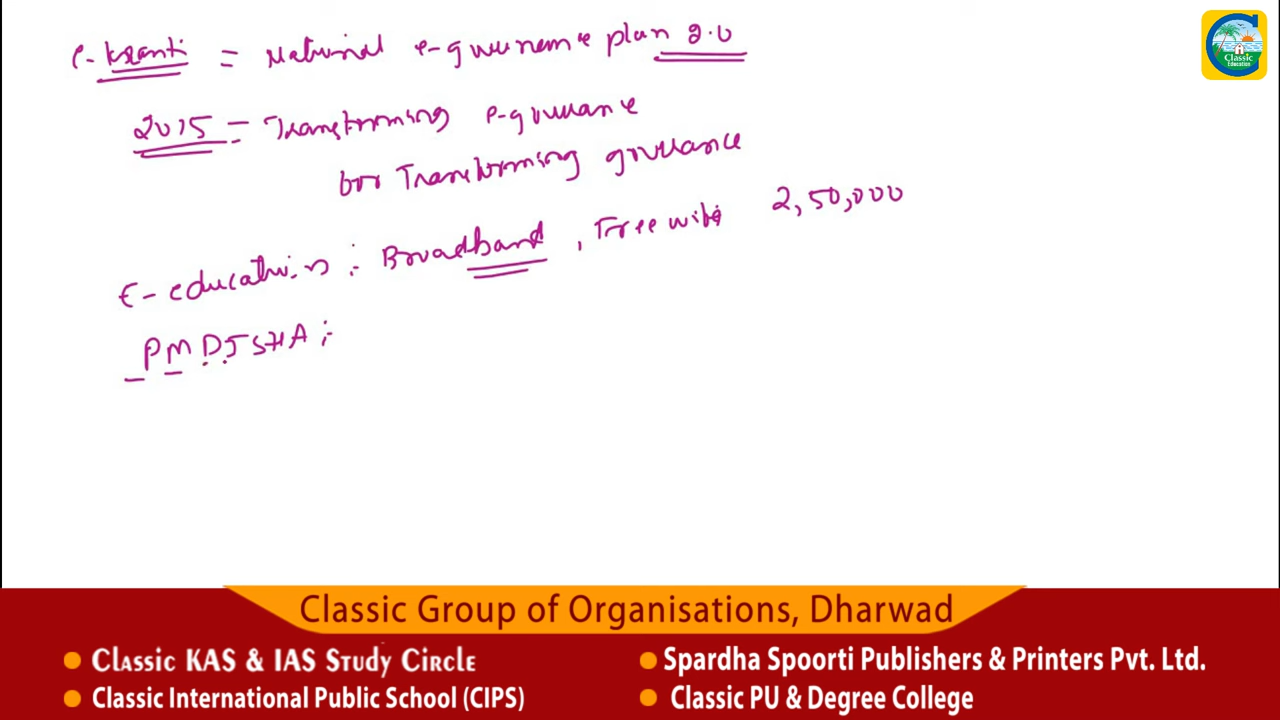 e-kranti = National e-governance plan 2.0
2015 = Transforming e-governance
for Transforming governance
E-education :- Broadband, Free wifi 2,50,000
PMDISHA :-
Classic Education
Classic Group of Organisations, Dharwad
Classic KAS & IAS Study Circle
Spardha Spoorti Publishers & Printers Pvt. Ltd.
Classic International Public School (CIPS)
Classic PU & Degree College